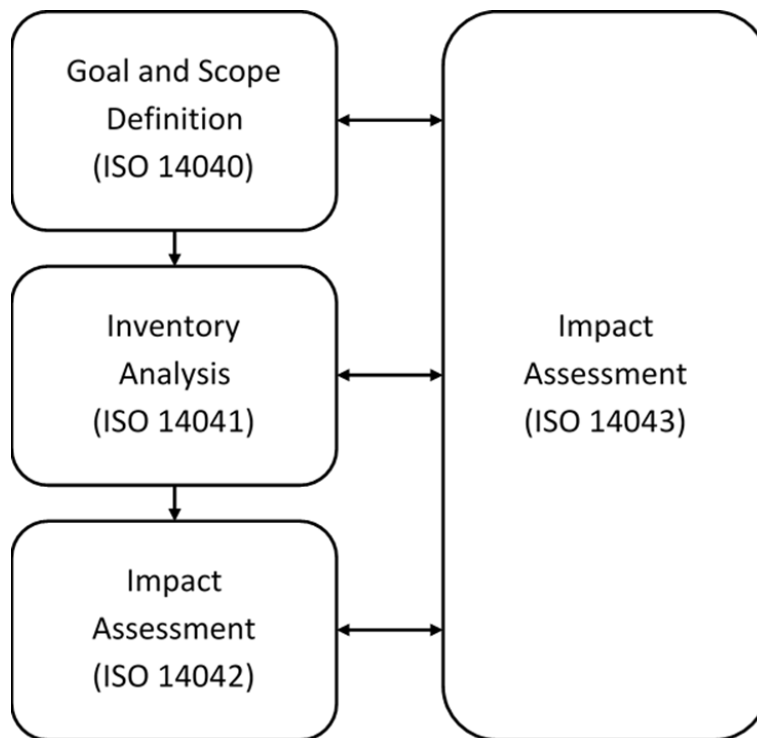 Goal and Scope
Definition
(ISO 14040)
Inventory
Analysis
(ISO 14041)
Impact
Assessment
(ISO 14042)
Impact
Assessment
(ISO 14043)